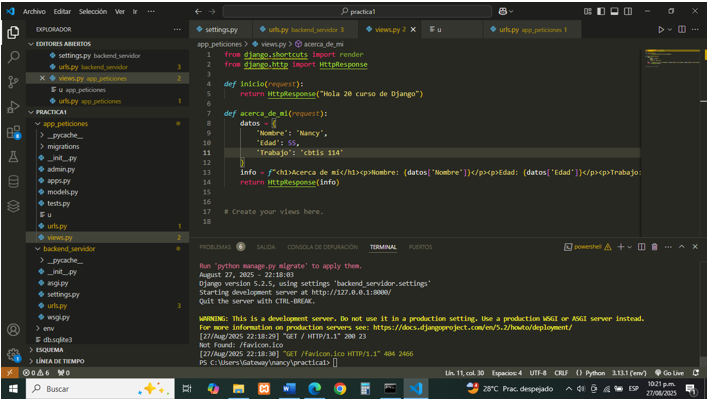 Archivo Editar Selección Ver Ir ···
practica1
EXPLORADOR ···
EDITORES ABIERTOS
settings.py backend_servidor
urls.py backend_servidor 3
views.py app_peticiones 2
u app_peticiones
urls.py app_peticiones 1
PRACTICA1
app_peticiones
__pycache__
migrations
__init__.py
admin.py
apps.py
models.py
tests.py
u
urls.py 1
views.py 2
backend_servidor
__pycache__
__init__.py
asgi.py
settings.py
urls.py 3
wsgi.py
env
db.sqlite3
ESQUEMA
LÍNEA DE TIEMPO
settings.py urls.py backend_servidor 3 views.py 2 u urls.py app_peticiones 1
app_peticiones > views.py > acerca_de_mi
1 from django.shortcuts import render
2 from django.http import HttpResponse
3
4 def inicio(request):
5 return HttpResponse("Hola 20 curso de Django")
6
7 def acerca_de_mi(request):
8 datos = {
9 'Nombre': 'Nancy',
10 'Edad': 55,
11 'Trabajo': 'cbtis 114'
12 }
13 info = f"<h1>Acerca de mi</h1><p>Nombre: {datos['Nombre']}</p><p>Edad: {datos['Edad']}</p><p>Trabajo:
14 return HttpResponse(info)
15
16
17 # Create your views here.
18
PROBLEMAS 6 SALIDA CONSOLA DE DEPURACIÓN TERMINAL PUERTOS
powershell
Run 'python manage.py migrate' to apply them.
August 27, 2025 - 22:18:03
Django version 5.2.5, using settings 'backend_servidor.settings'
Starting development server at http://127.0.0.1:8000/
Quit the server with CTRL-BREAK.
WARNING: This is a development server. Do not use it in a production setting. Use a production WSGI or ASGI server instead.
For more information on production servers see: https://docs.djangoproject.com/en/5.2/howto/deployment/
[27/Aug/2025 22:18:29] "GET / HTTP/1.1" 200 23
Not Found: /favicon.ico
[27/Aug/2025 22:18:30] "GET /favicon.ico HTTP/1.1" 404 2466
PS C:\Users\Gateway\nancy\practica1>
0 6 0 Lín. 11, col. 30 Espacios: 4 UTF-8 CRLF {} Python 3.13.1 ('env') Go Live
Buscar
28°C Prac. despejado
ESP
10:21 p.m.
27/08/2025